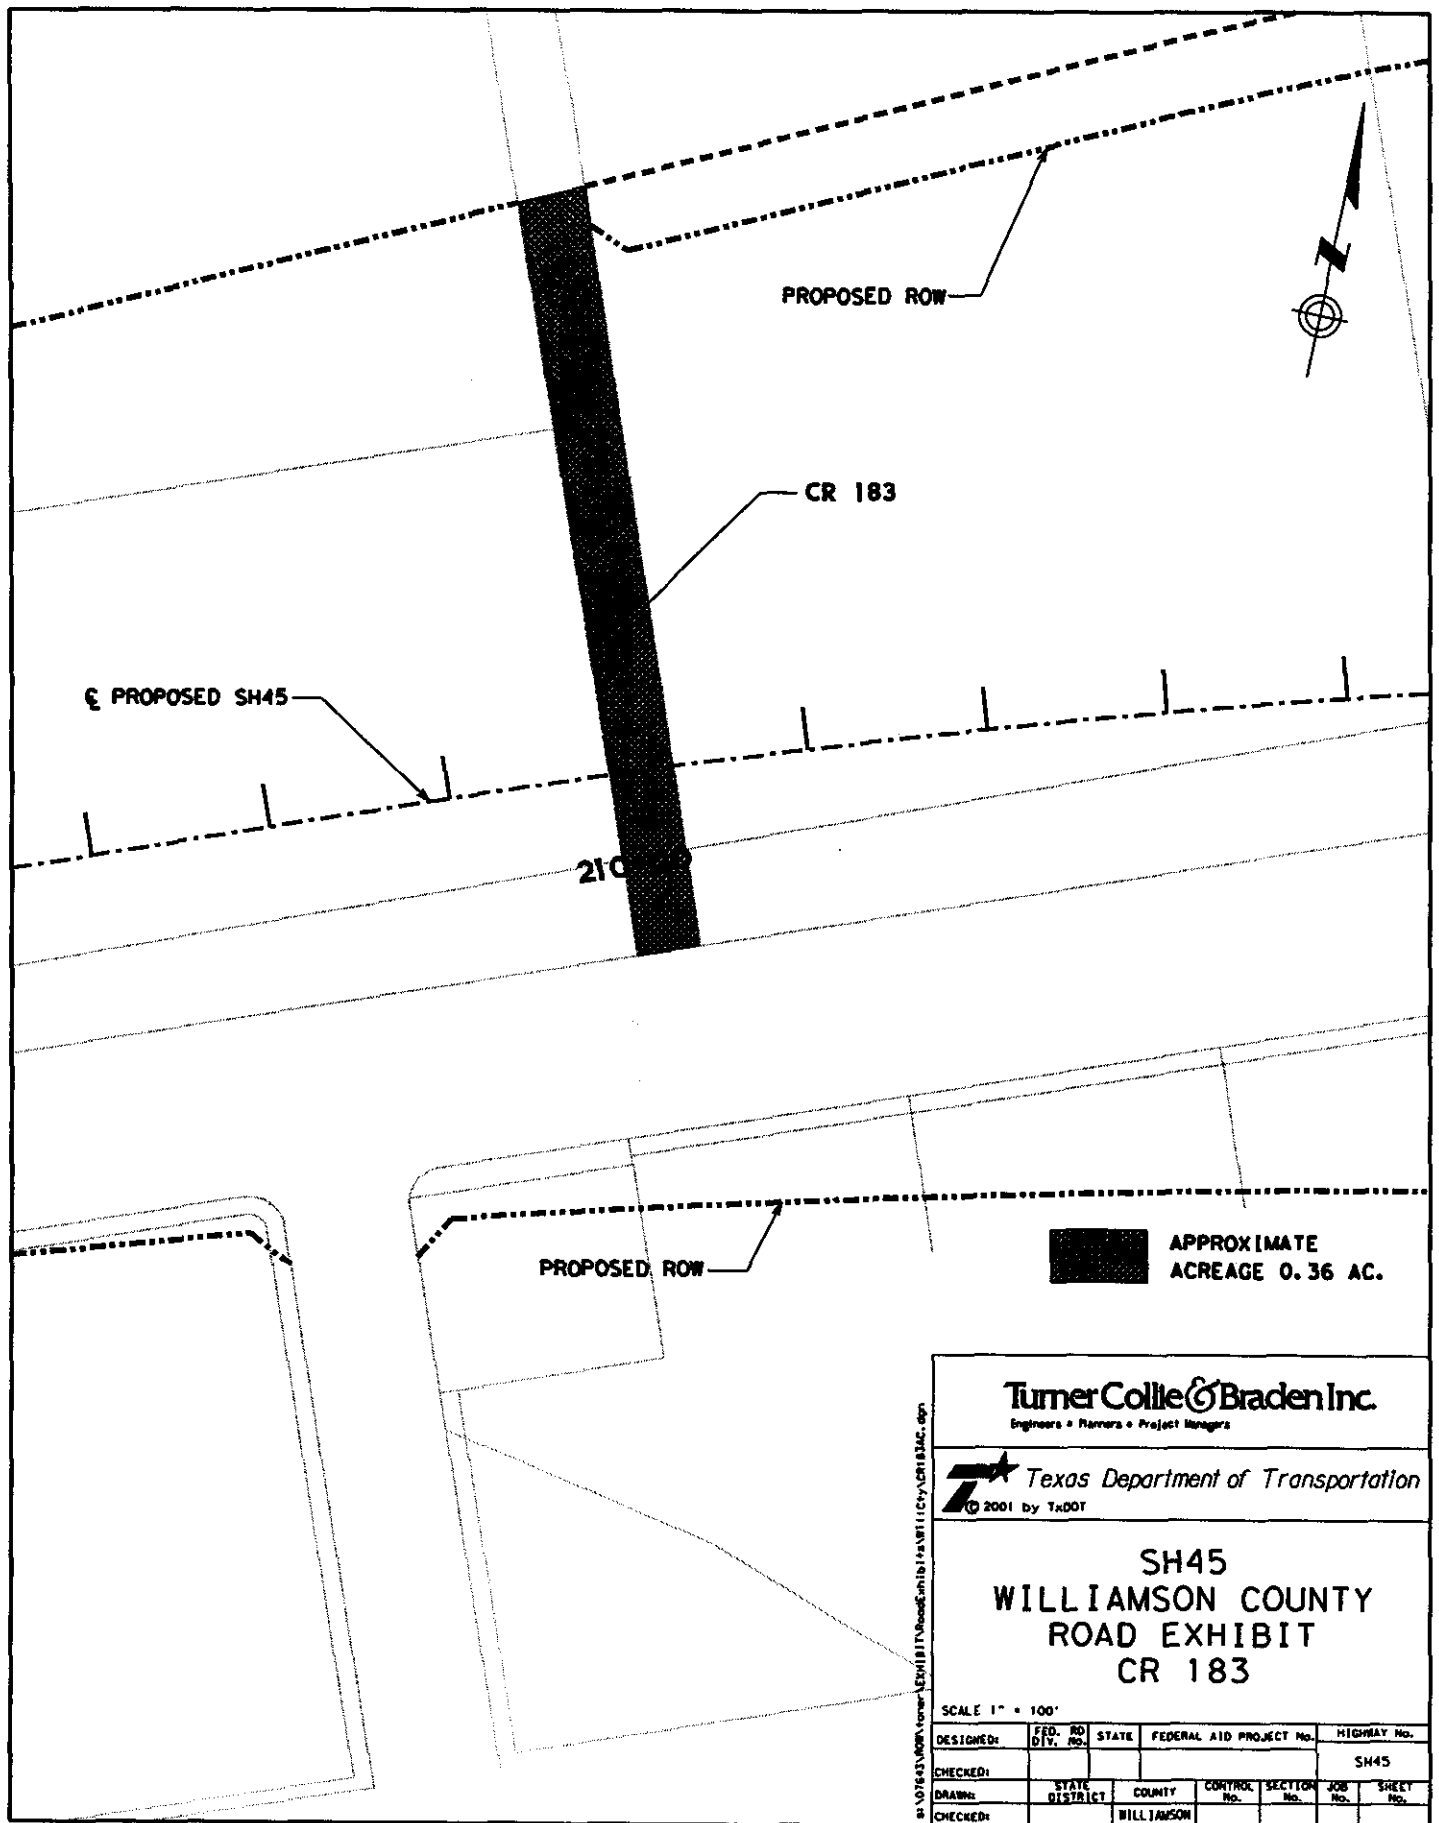 PROPOSED ROW
CR 183
℄ PROPOSED SH45
210
PROPOSED ROW
APPROXIMATE
ACREAGE 0.36 AC.
Turner Collie & Braden Inc.
Engineers • Planners • Project Managers
Texas Department of Transportation
© 2001 by TxDOT
SH45
WILLIAMSON COUNTY
ROAD EXHIBIT
CR 183
SCALE 1" = 100'
DESIGNED: FED. RD DIV. No. STATE FEDERAL AID PROJECT No. HIGHWAY No.
CHECKED: SH45
DRAWN: STATE DISTRICT COUNTY CONTROL No. SECTION No. JOB No. SHEET No.
CHECKED: WILLIAMSON